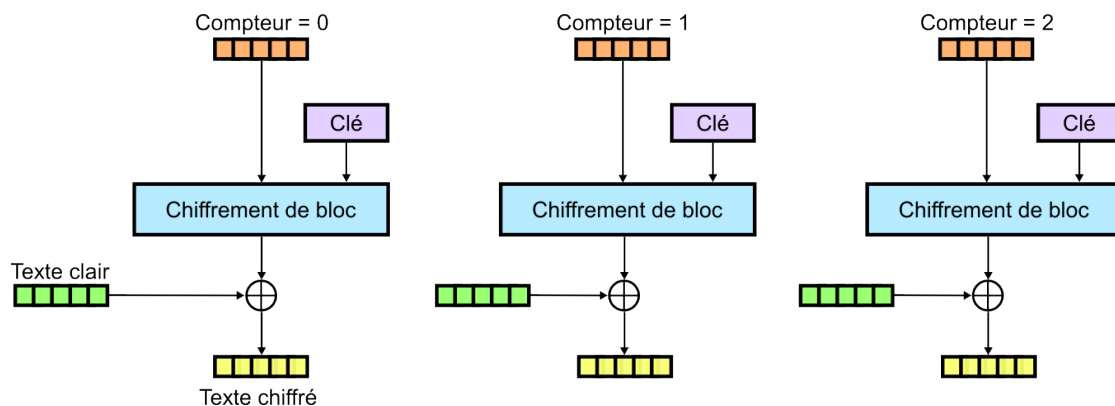 Compteur = 0
Compteur = 1
Compteur = 2
Clé
Clé
Clé
Chiffrement de bloc
Chiffrement de bloc
Chiffrement de bloc
Texte clair
Texte chiffré